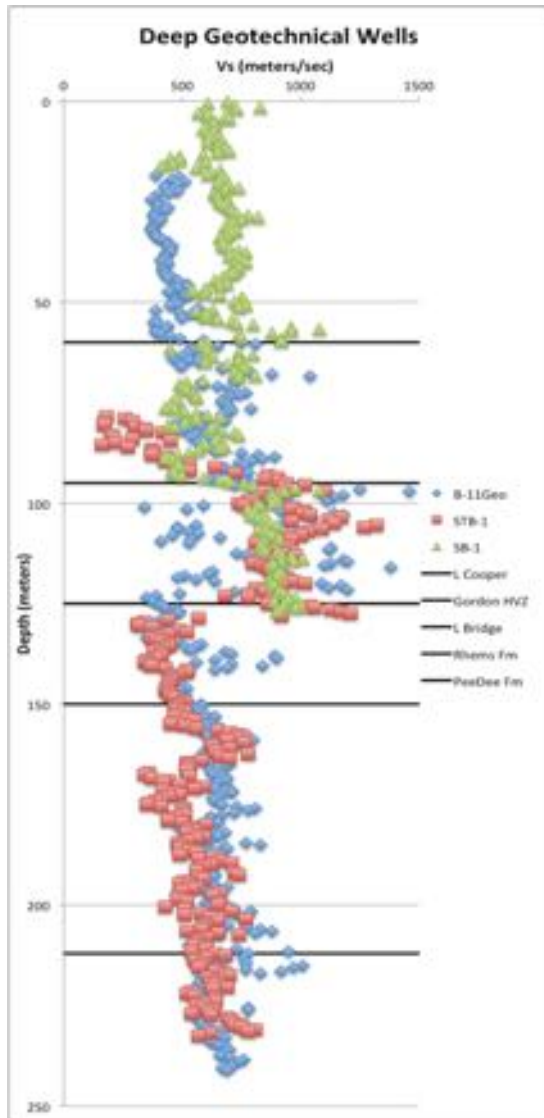 Deep Geotechnical Wells
Vs (meters/sec)
0 500 1000 1500
0
50
100
150
200
250
Depth (meters)
B-11Geo
STB-1
SB-1
L Cooper
Gordon HVZ
L Bridge
Rhems Fm
PeeDee Fm